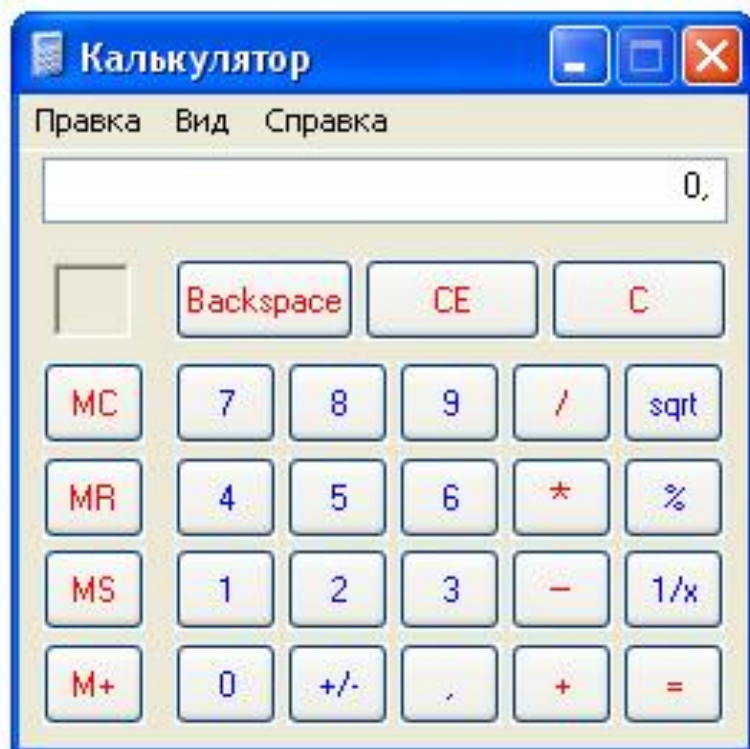 Калькулятор
Правка Вид Справка
0,
Backspace CE C
MC 7 8 9 / sqrt
MR 4 5 6 * %
MS 1 2 3 - 1/x
M+ 0 +/- , + =